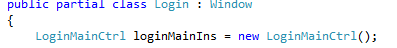 public partial class Login : Window
{
LoginMainCtrl loginMainIns = new LoginMainCtrl();